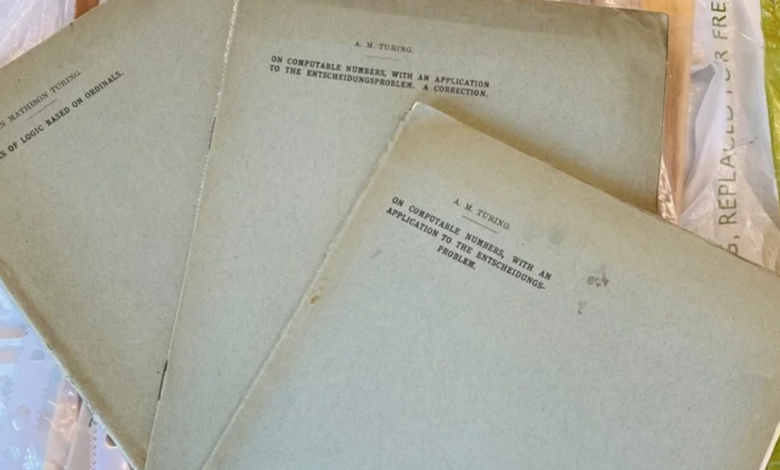 N MATHISON TURING.
S OF LOGIC BASED ON ORDINALS.
A. M. TURING.
ON COMPUTABLE NUMBERS, WITH AN APPLICATION
TO THE ENTSCHEIDUNGSPROBLEM. A CORRECTION.
A. M. TURING.
ON COMPUTABLE NUMBERS, WITH AN
APPLICATION TO THE ENTSCHEIDUNGS-
PROBLEM.
, REPLACED FOR FRE